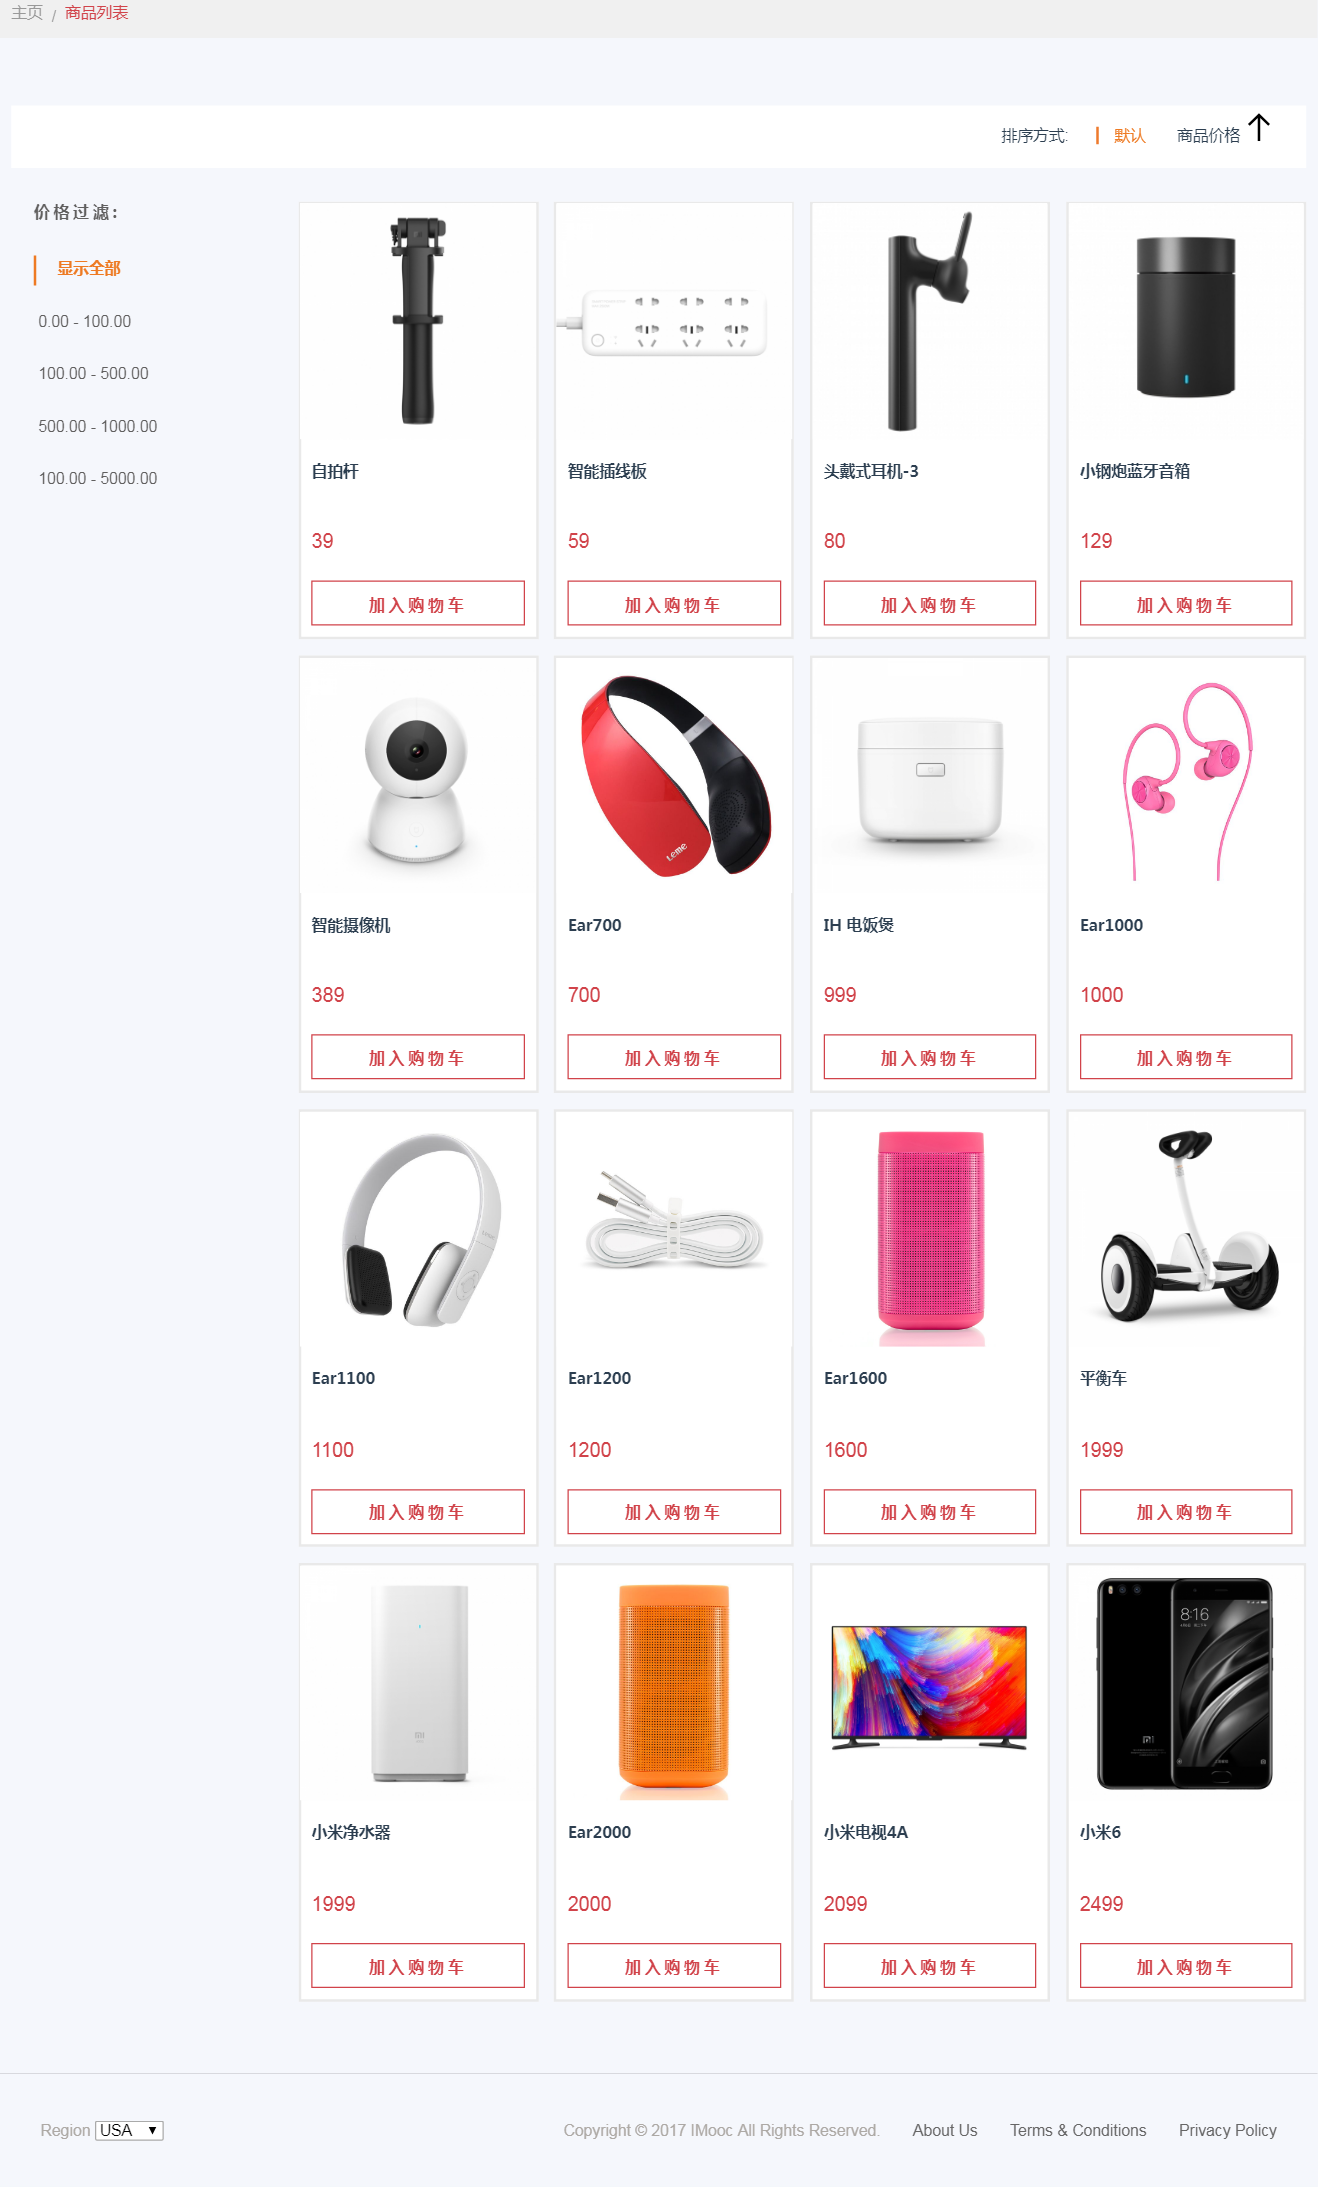 主页 / 商品列表
排序方式: 默认 商品价格
价格过滤:
显示全部
0.00 - 100.00
100.00 - 500.00
500.00 - 1000.00
100.00 - 5000.00
自拍杆 智能插线板 头戴式耳机-3 小钢炮蓝牙音箱
39 59 80 129
加入购物车 加入购物车 加入购物车 加入购物车
Leme
智能摄像机 Ear700 IH 电饭煲 Ear1000
389 700 999 1000
加入购物车 加入购物车 加入购物车 加入购物车
Ear1100 Ear1200 Ear1600 平衡车
1100 1200 1600 1999
加入购物车 加入购物车 加入购物车 加入购物车
8:16
MI MI
小米净水器 Ear2000 小米电视4A 小米6
1999 2000 2099 2499
加入购物车 加入购物车 加入购物车 加入购物车
Region USA Copyright © 2017 IMooc All Rights Reserved. About Us Terms & Conditions Privacy Policy